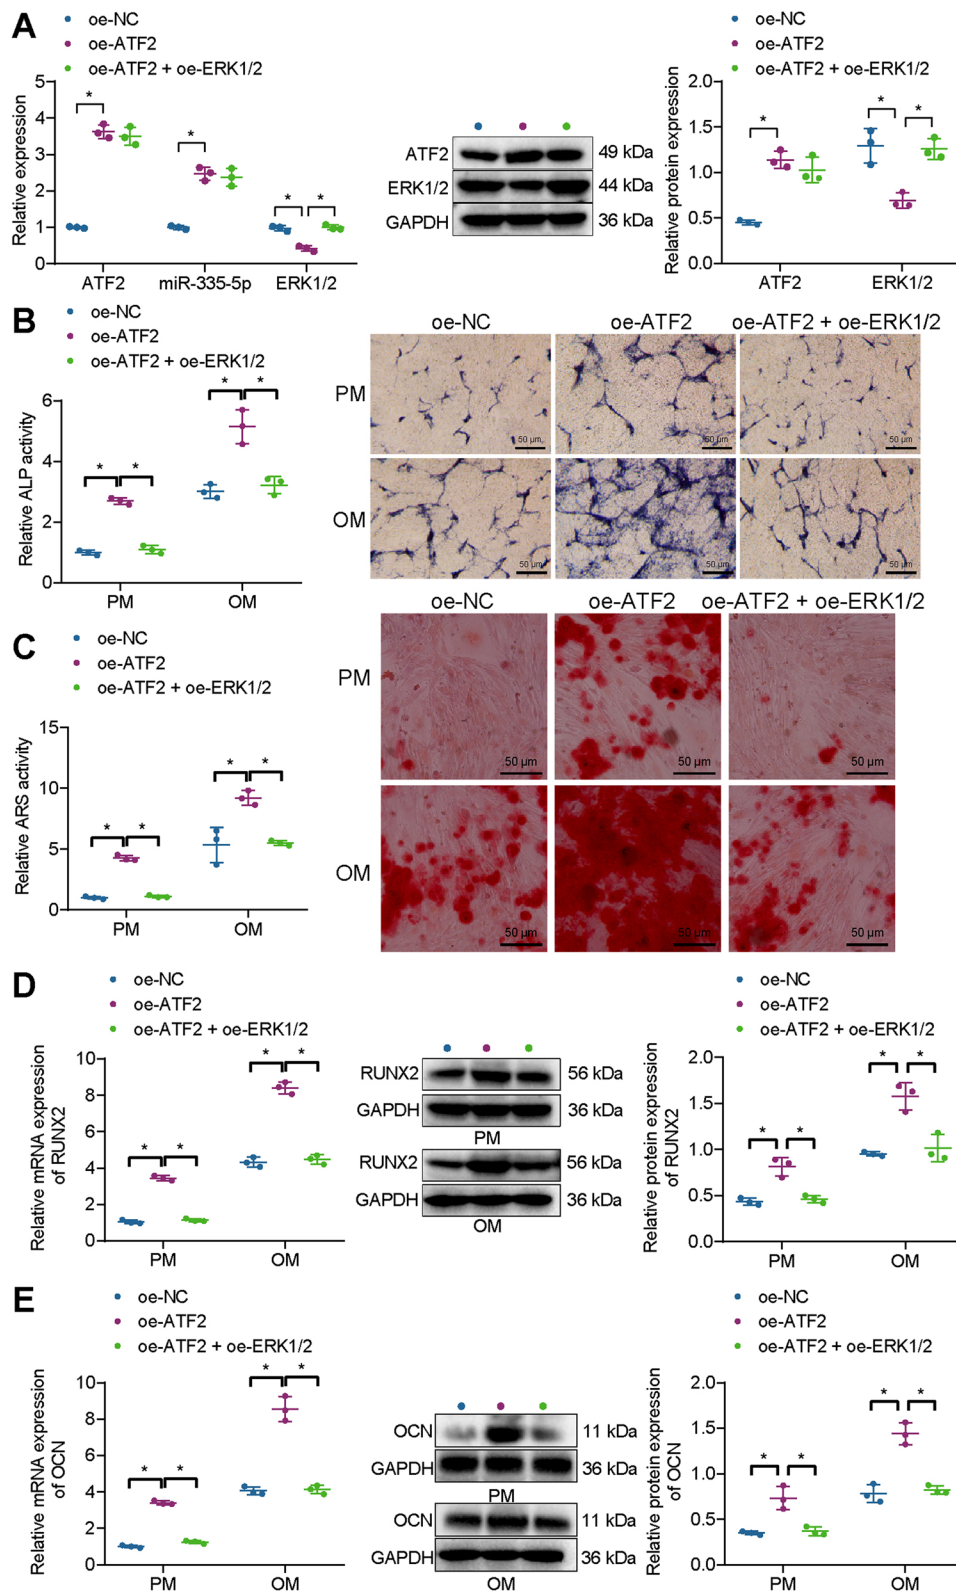 A
oe-NC
oe-ATF2
oe-ATF2 + oe-ERK1/2
Relative expression
5
4
3
2
1
0
* * * *
ATF2 miR-335-5p ERK1/2
ATF2 49 kDa
ERK1/2 44 kDa
GAPDH 36 kDa
oe-NC
oe-ATF2
oe-ATF2 + oe-ERK1/2
Relative protein expression
2.0
1.5
1.0
0.5
0
* * *
ATF2 ERK1/2
B
oe-NC
oe-ATF2
oe-ATF2 + oe-ERK1/2
Relative ALP activity
6
4
2
0
* * * *
PM OM
oe-NC oe-ATF2 oe-ATF2 + oe-ERK1/2
PM
50 µm 50 µm 50 µm
OM
50 µm 50 µm 50 µm
C
oe-NC
oe-ATF2
oe-ATF2 + oe-ERK1/2
Relative ARS activity
15
10
5
0
* * * *
PM OM
oe-NC oe-ATF2 oe-ATF2 + oe-ERK1/2
PM
50 µm 50 µm 50 µm
OM
50 µm 50 µm 50 µm
D
oe-NC
oe-ATF2
oe-ATF2 + oe-ERK1/2
Relative mRNA expression
of RUNX2
10
8
6
4
2
0
* * * *
PM OM
RUNX2 56 kDa
GAPDH 36 kDa
PM
RUNX2 56 kDa
GAPDH 36 kDa
OM
oe-NC
oe-ATF2
oe-ATF2 + oe-ERK1/2
Relative protein expression
of RUNX2
2.0
1.5
1.0
0.5
0.0
* * * *
PM OM
E
oe-NC
oe-ATF2
oe-ATF2 + oe-ERK1/2
Relative mRNA expression
of OCN
10
8
6
4
2
0
* * * *
PM OM
OCN 11 kDa
GAPDH 36 kDa
PM
OCN 11 kDa
GAPDH 36 kDa
OM
oe-NC
oe-ATF2
oe-ATF2 + oe-ERK1/2
Relative protein expression
of OCN
2.0
1.5
1.0
0.5
0.0
* * * *
PM OM